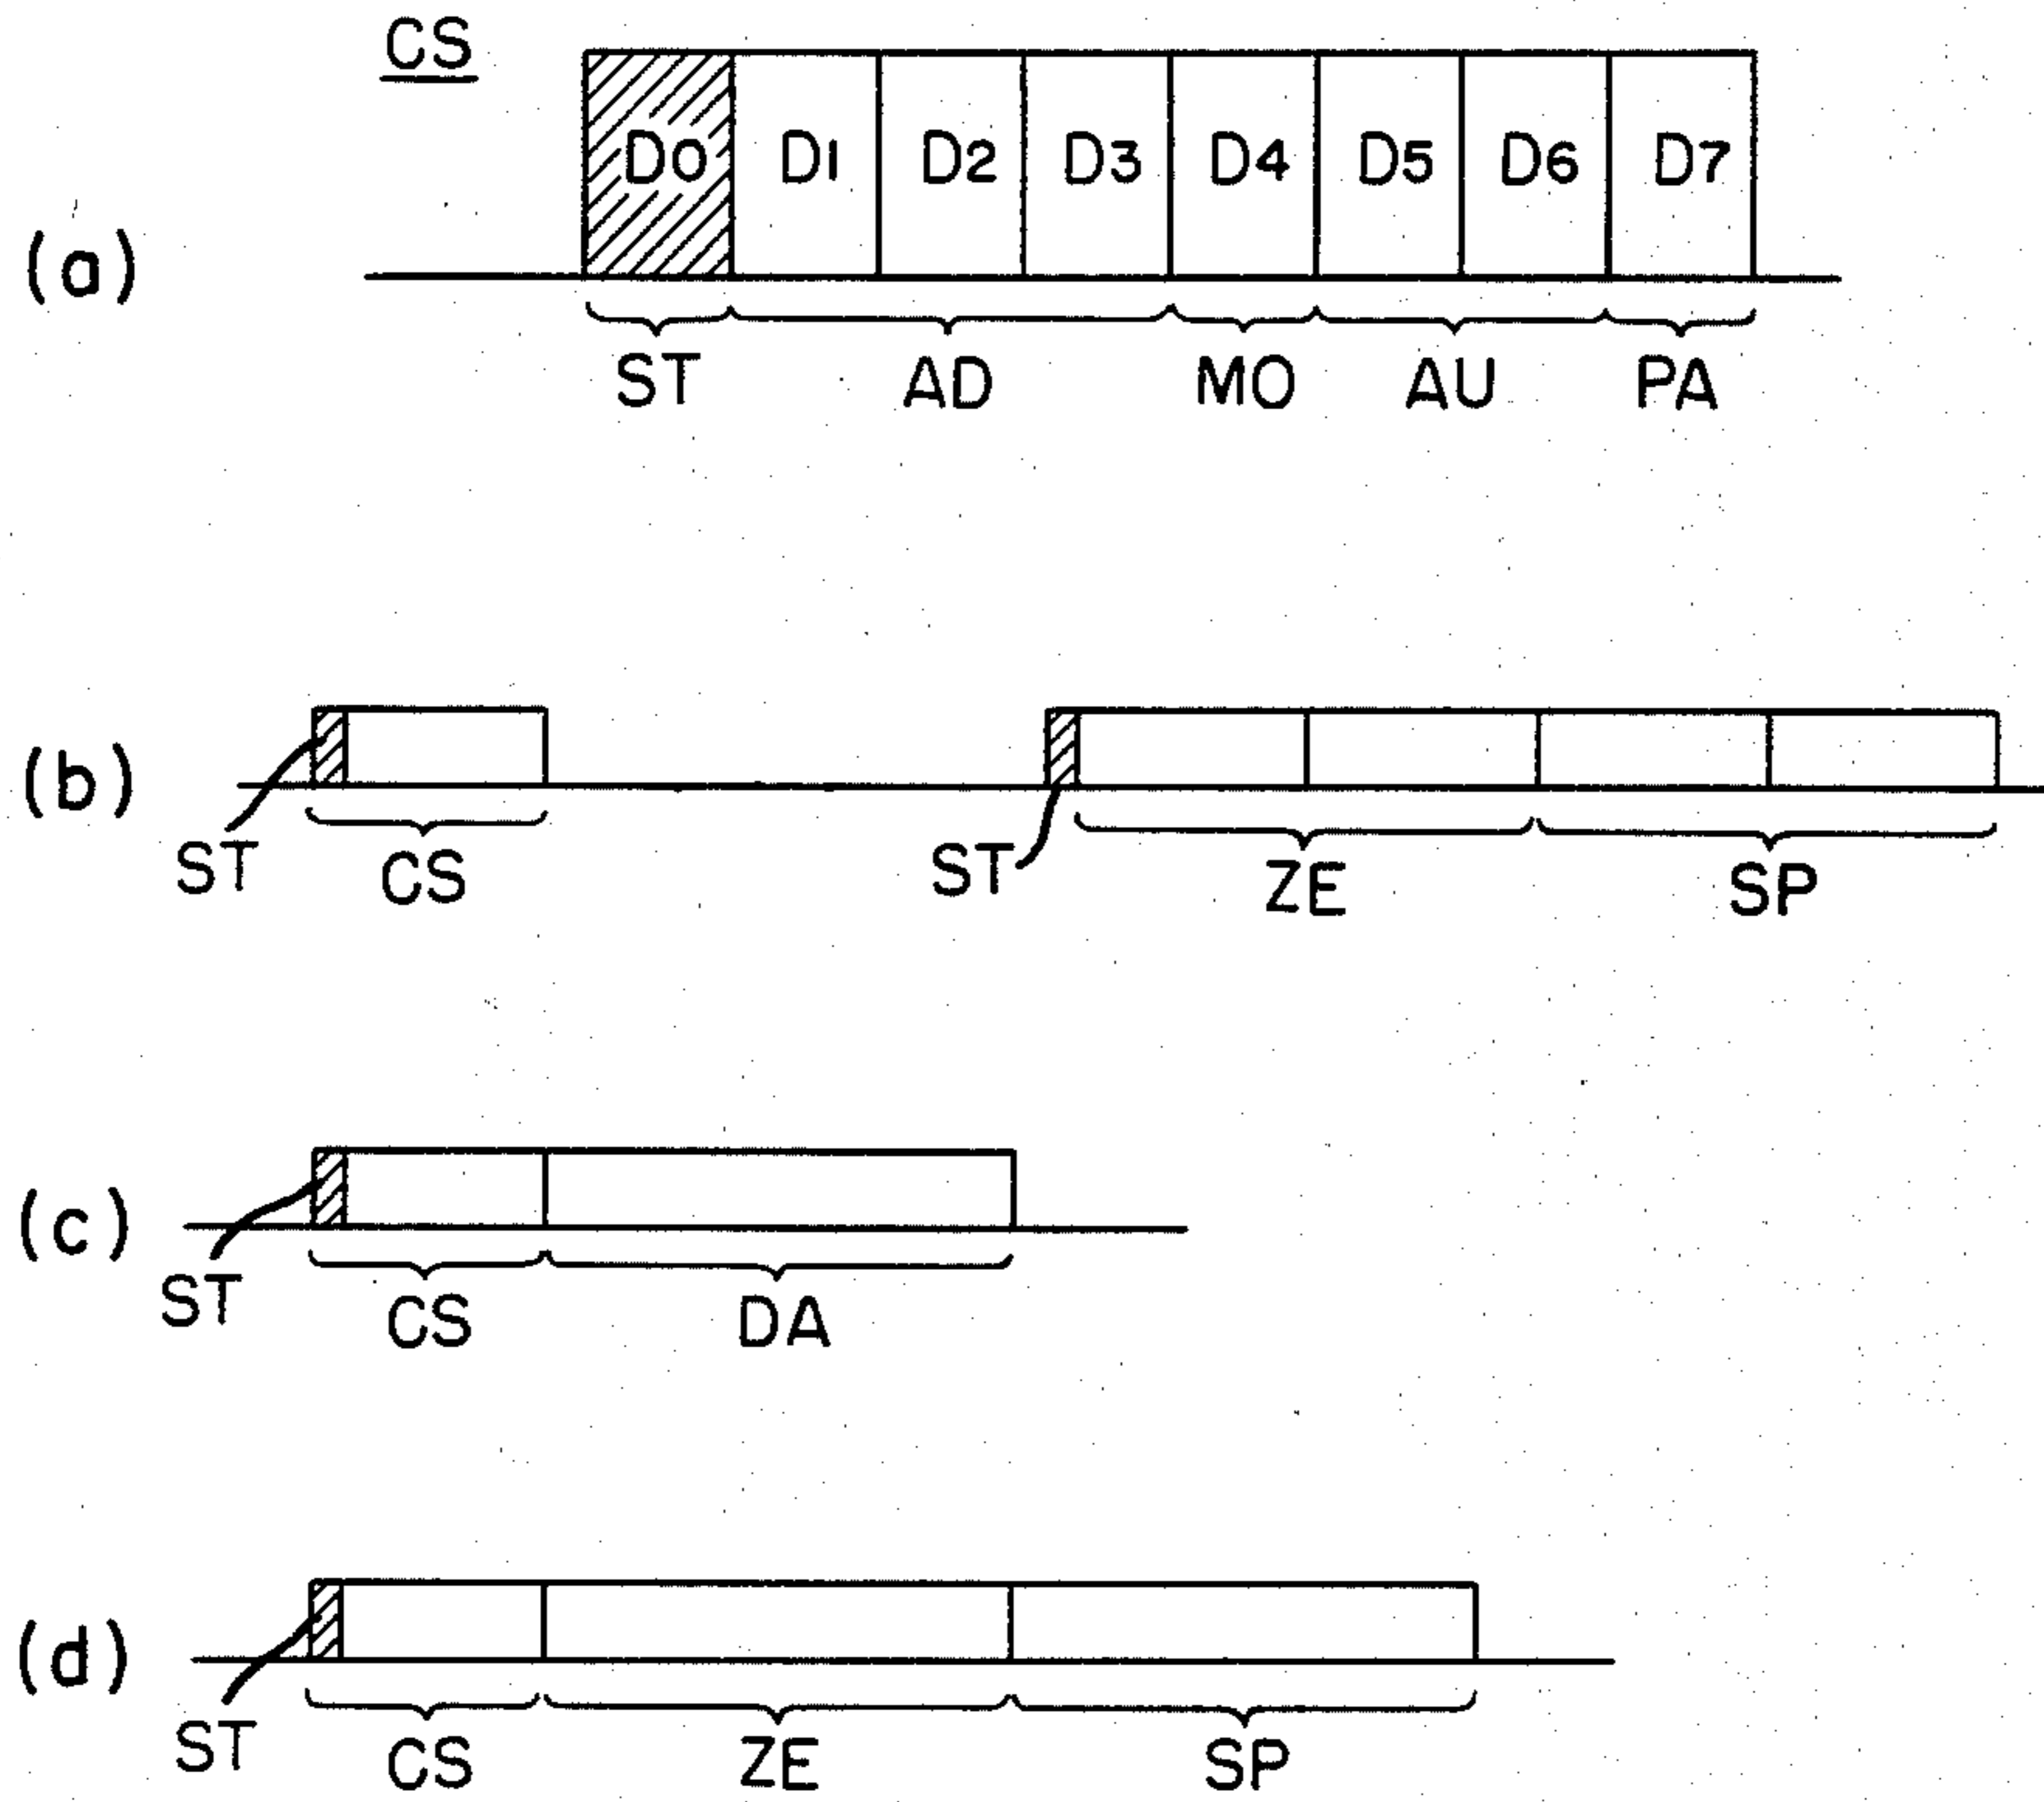 CS
D0 D1 D2 D3 D4 D5 D6 D7
(a)
ST AD MO AU PA
(b)
ST CS ST ZE SP
(c)
ST CS DA
(d)
ST CS ZE SP